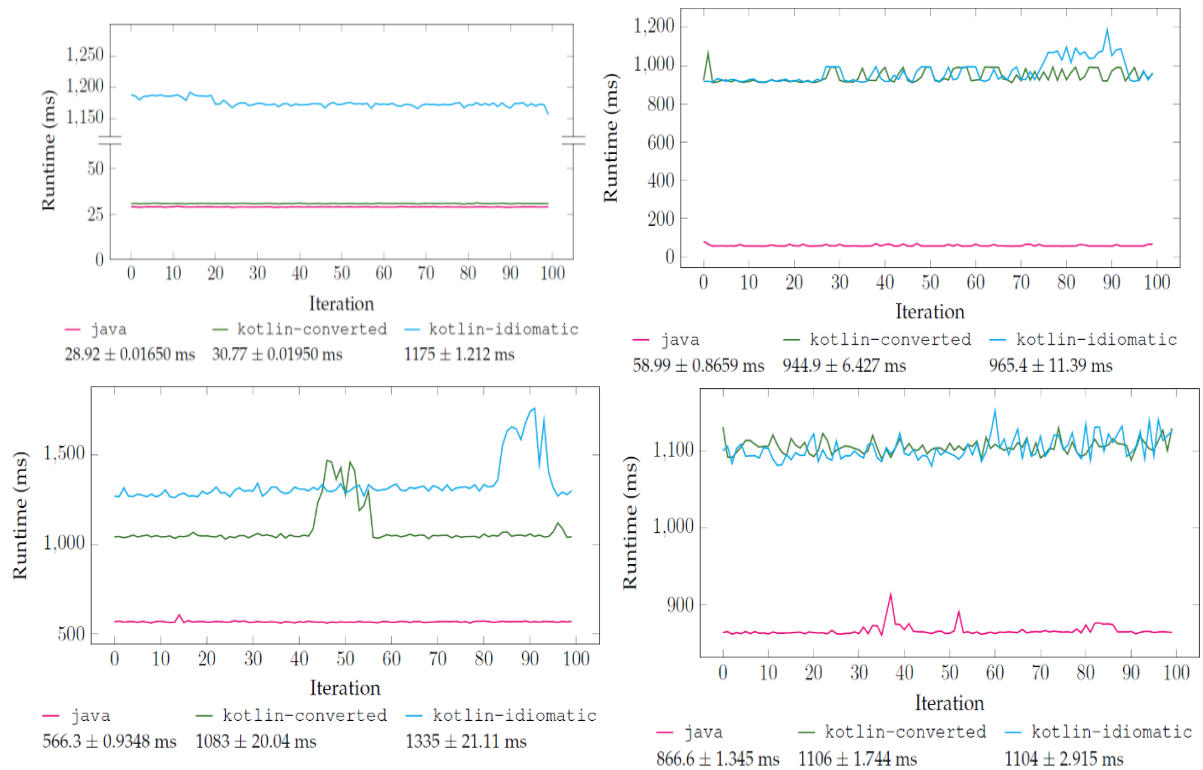 1,250
1,200
1,150
50
25
0
Runtime (ms)
0 10 20 30 40 50 60 70 80 90 100
Iteration
java kotlin-converted kotlin-idiomatic
28.92 ± 0.01650 ms 30.77 ± 0.01950 ms 1175 ± 1.212 ms
1,200
1,000
800
600
400
200
0
Runtime (ms)
0 10 20 30 40 50 60 70 80 90 100
Iteration
java kotlin-converted kotlin-idiomatic
58.99 ± 0.8659 ms 944.9 ± 6.427 ms 965.4 ± 11.39 ms
1,500
1,000
500
Runtime (ms)
0 10 20 30 40 50 60 70 80 90 100
Iteration
java kotlin-converted kotlin-idiomatic
566.3 ± 0.9348 ms 1083 ± 20.04 ms 1335 ± 21.11 ms
1,100
1,000
900
Runtime (ms)
0 10 20 30 40 50 60 70 80 90 100
Iteration
java kotlin-converted kotlin-idiomatic
866.6 ± 1.345 ms 1106 ± 1.744 ms 1104 ± 2.915 ms